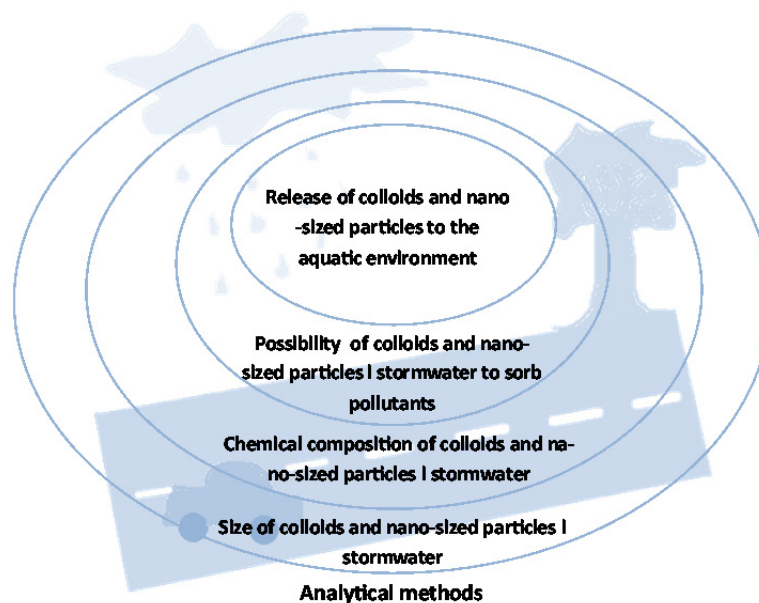 Release of colloids and nano
-sized particles to the
aquatic environment
Possibility of colloids and nano-
sized particles I stormwater to sorb
pollutants
Chemical composition of colloids and na-
no-sized particles I stormwater
Size of colloids and nano-sized particles I
stormwater
Analytical methods